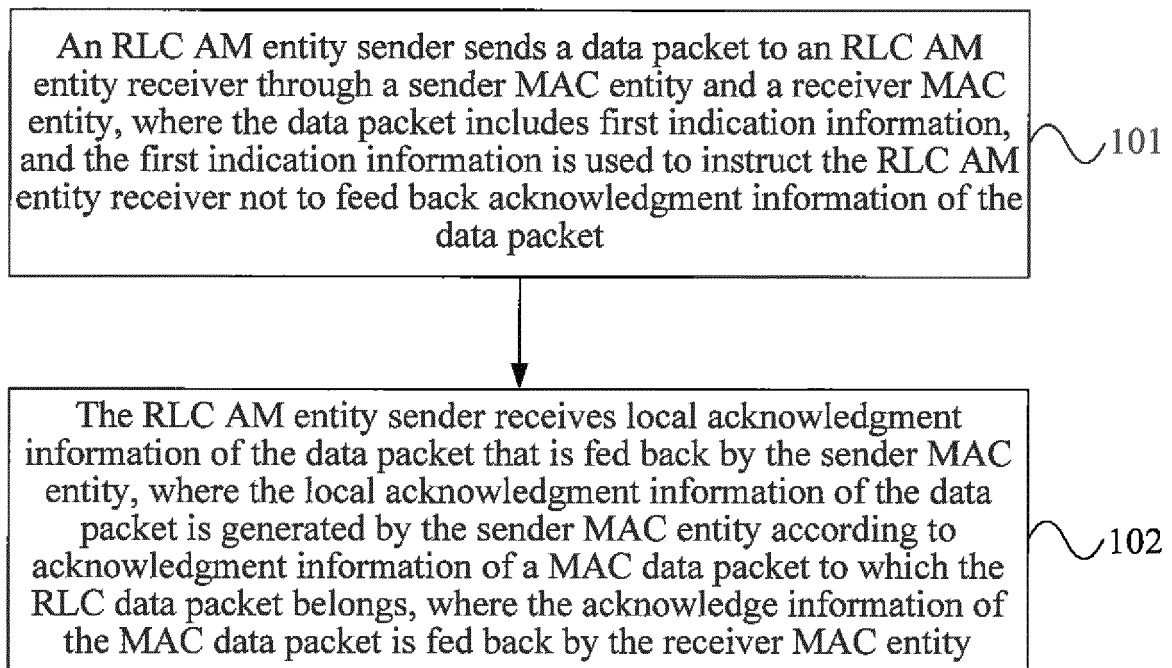 An RLC AM entity sender sends a data packet to an RLC AM
entity receiver through a sender MAC entity and a receiver MAC
entity, where the data packet includes first indication information,
and the first indication information is used to instruct the RLC AM
entity receiver not to feed back acknowledgment information of the
data packet
101
The RLC AM entity sender receives local acknowledgment
information of the data packet that is fed back by the sender MAC
entity, where the local acknowledgment information of the data
packet is generated by the sender MAC entity according to
acknowledgment information of a MAC data packet to which the
RLC data packet belongs, where the acknowledge information of
the MAC data packet is fed back by the receiver MAC entity
102